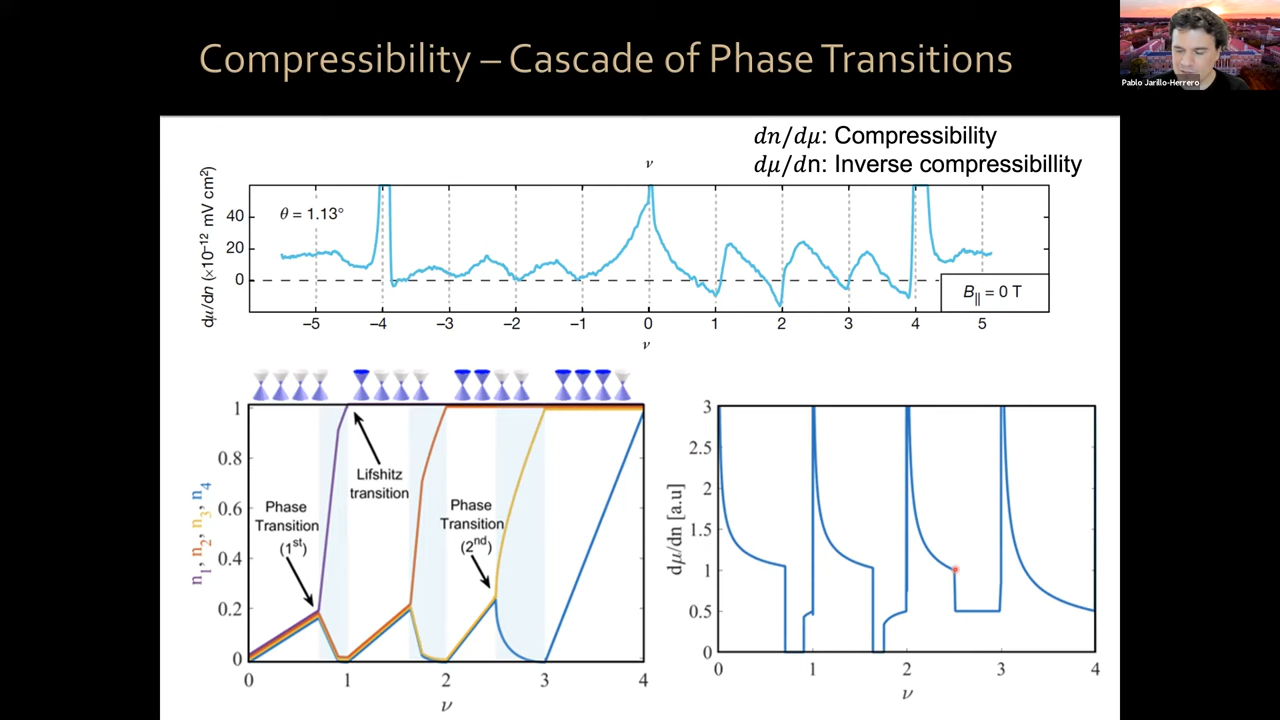 Compressibility – Cascade of Phase Transitions
Pablo Jarillo-Herrero
dn/dμ: Compressibility
dμ/dn: Inverse compressibillity
ν
dμ/dn (×10⁻¹² mV cm²)
40
20
0
θ = 1.13°
B∥ = 0 T
−5 −4 −3 −2 −1 0 1 2 3 4 5
ν
n₁, n₂, n₃, n₄
1
0.8
0.6
0.4
0.2
0
Lifshitz
transition
Phase
Transition
(1ˢᵗ)
Phase
Transition
(2ⁿᵈ)
0 1 2 3 4
ν
dμ/dn [a.u]
3
2.5
2
1.5
1
0.5
0
0 1 2 3 4
ν